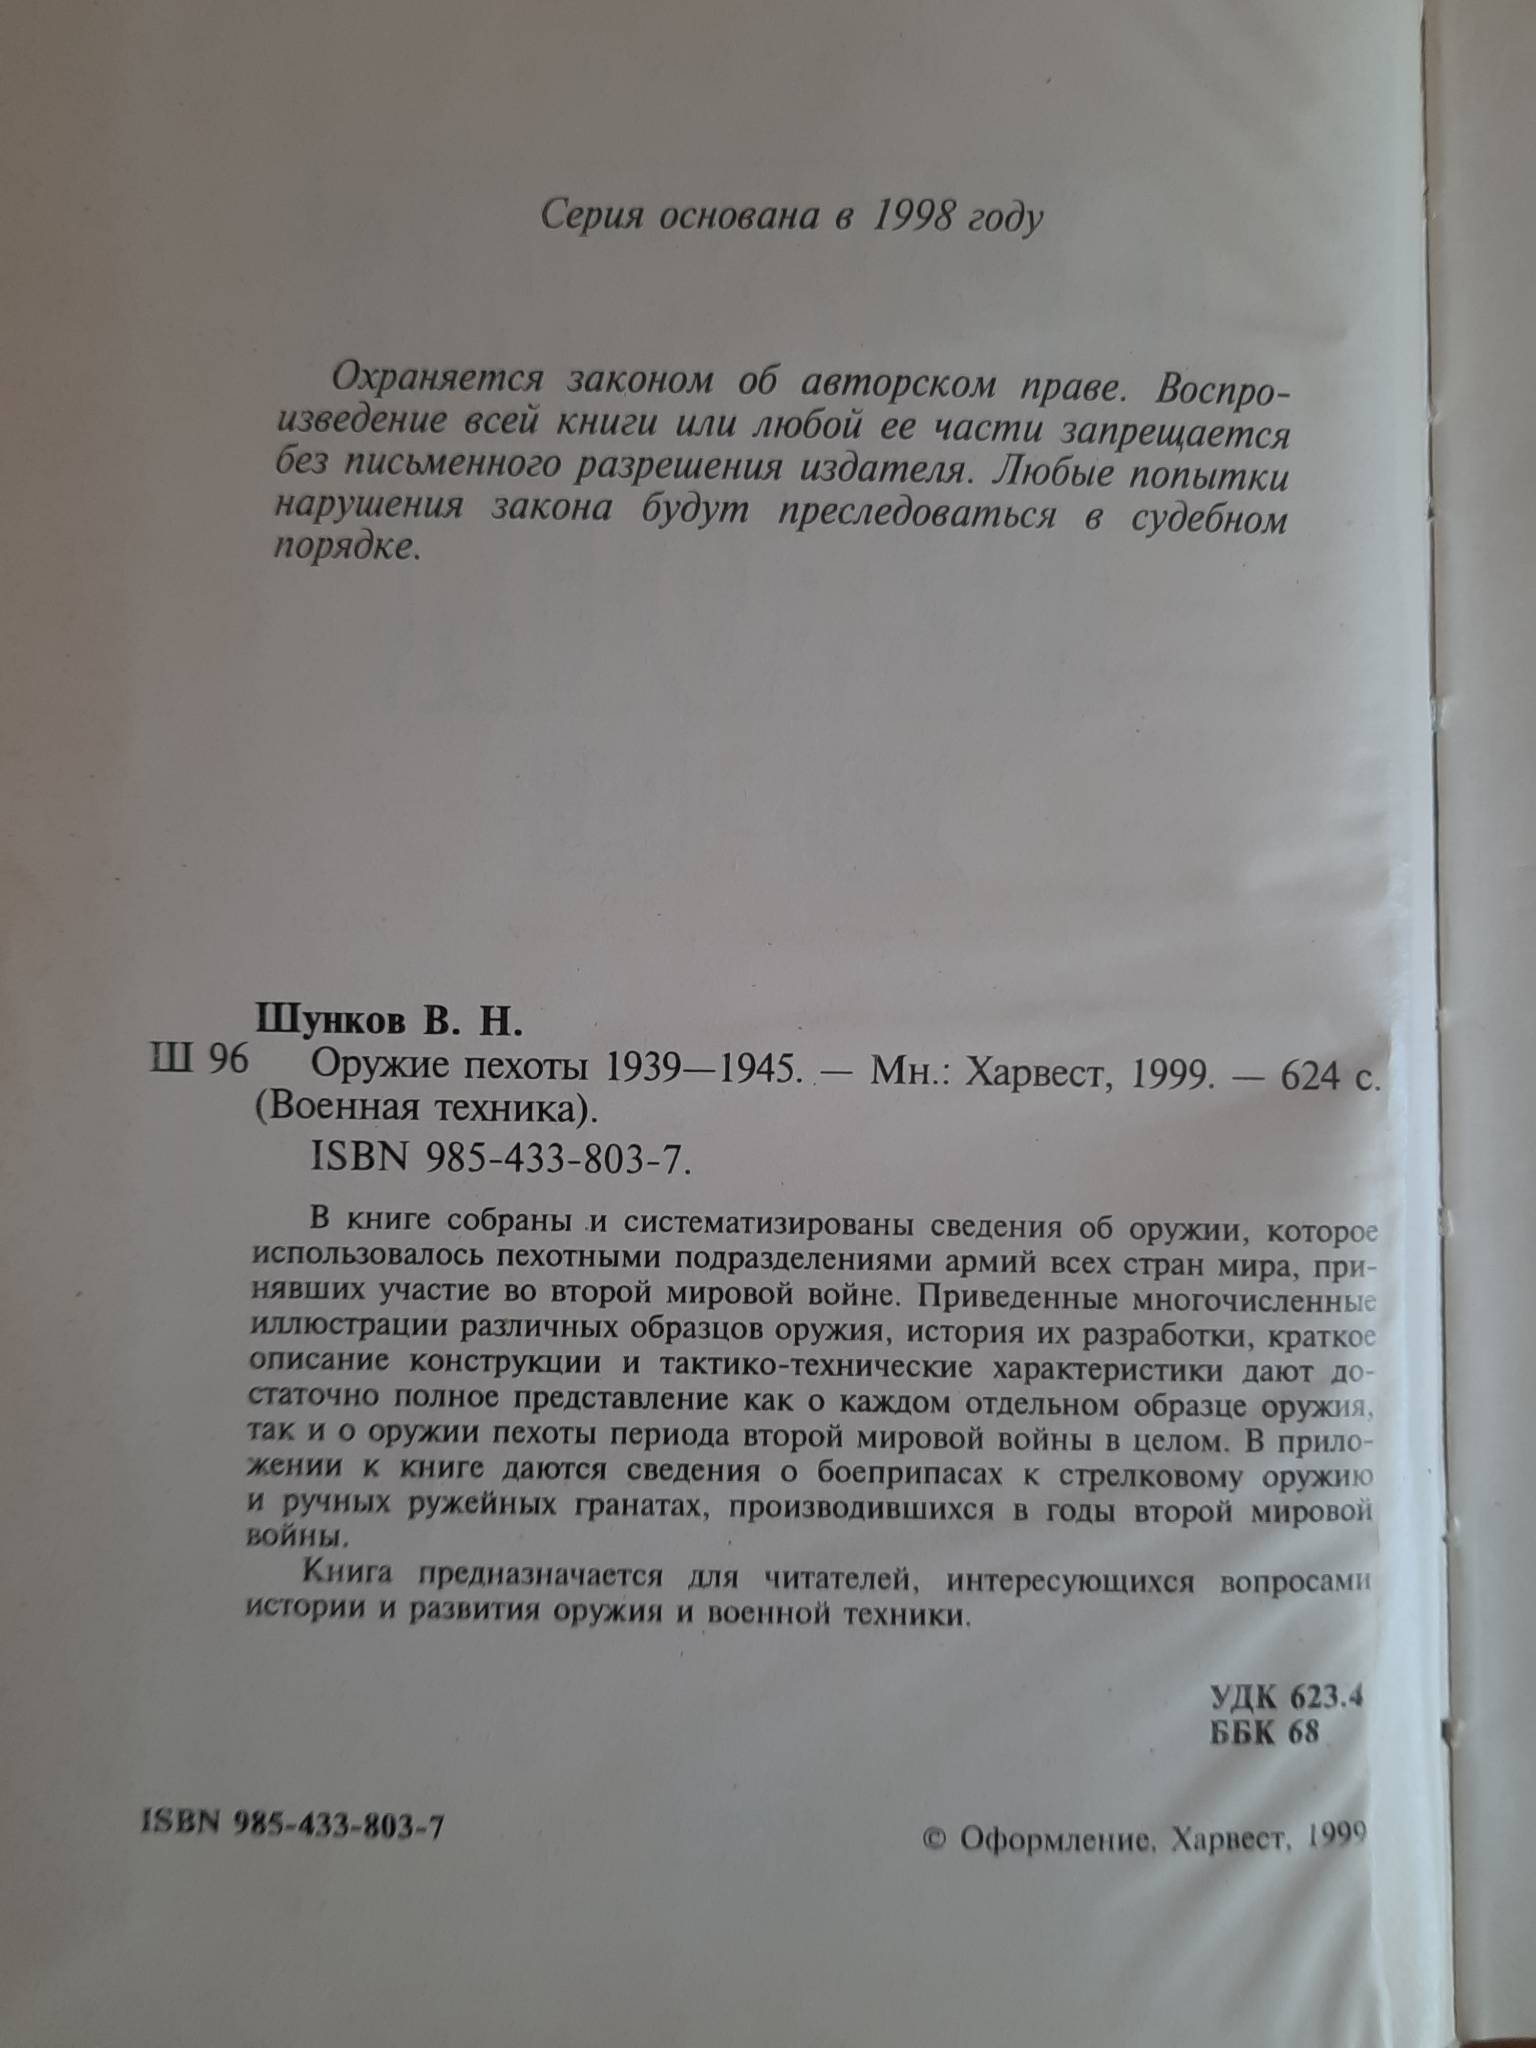 Серия основана в 1998 году
Охраняется законом об авторском праве. Воспро-
изведение всей книги или любой ее части запрещается
без письменного разрешения издателя. Любые попытки
нарушения закона будут преследоваться в судебном
порядке.
Шунков В. Н.
Ш 96 Оружие пехоты 1939—1945. — Мн.: Харвест, 1999. — 624 с.
(Военная техника).
ISBN 985-433-803-7.
В книге собраны и систематизированы сведения об оружии, которое
использовалось пехотными подразделениями армий всех стран мира, при-
нявших участие во второй мировой войне. Приведенные многочисленные
иллюстрации различных образцов оружия, история их разработки, краткое
описание конструкции и тактико-технические характеристики дают до-
статочно полное представление как о каждом отдельном образце оружия,
так и о оружии пехоты периода второй мировой войны в целом. В прило-
жении к книге даются сведения о боеприпасах к стрелковому оружию
и ручных ружейных гранатах, производившихся в годы второй мировой
войны.
Книга предназначается для читателей, интересующихся вопросами
истории и развития оружия и военной техники.
УДК 623.4
ББК 68
ISBN 985-433-803-7
© Оформление. Харвест, 1999